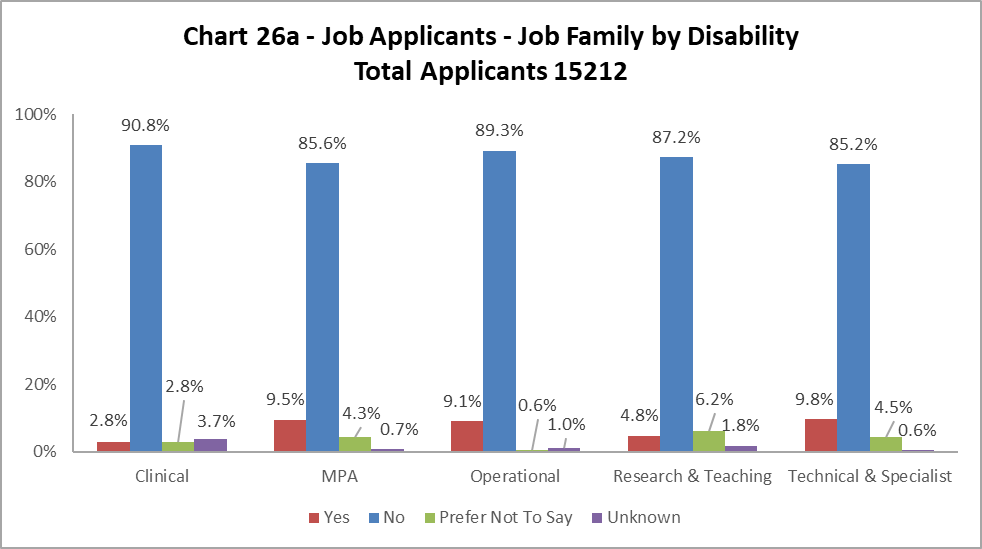 Chart 26a - Job Applicants - Job Family by Disability
Total Applicants 15212
100%
80%
60%
40%
20%
0%
2.8%
90.8%
2.8%
3.7%
9.5%
85.6%
4.3%
0.7%
9.1%
89.3%
0.6%
1.0%
4.8%
87.2%
6.2%
1.8%
9.8%
85.2%
4.5%
0.6%
Clinical
MPA
Operational
Research & Teaching
Technical & Specialist
Yes
No
Prefer Not To Say
Unknown